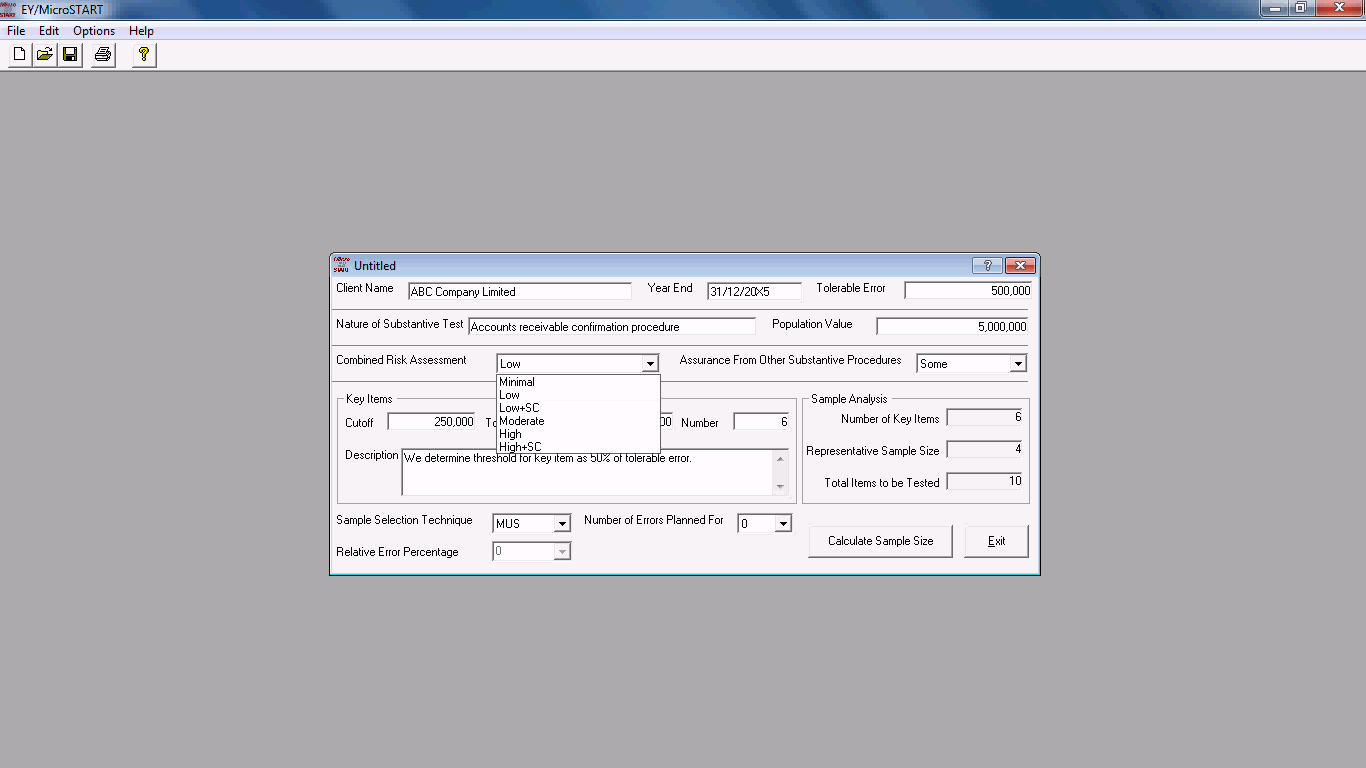 EY/MicroSTART
File Edit Options Help
Untitled
Client Name ABC Company Limited Year End 31/12/20X5 Tolerable Error 500,000
Nature of Substantive Test Accounts receivable confirmation procedure Population Value 5,000,000
Combined Risk Assessment Low Assurance From Other Substantive Procedures Some
Minimal
Low
Low+SC
Moderate
High
High+SC
Key Items
Cutoff 250,000 Number 6
Description We determine threshold for key item as 50% of tolerable error.
Sample Analysis
Number of Key Items 6
Representative Sample Size 4
Total Items to be Tested 10
Sample Selection Technique MUS Number of Errors Planned For 0
Relative Error Percentage 0
Calculate Sample Size Exit